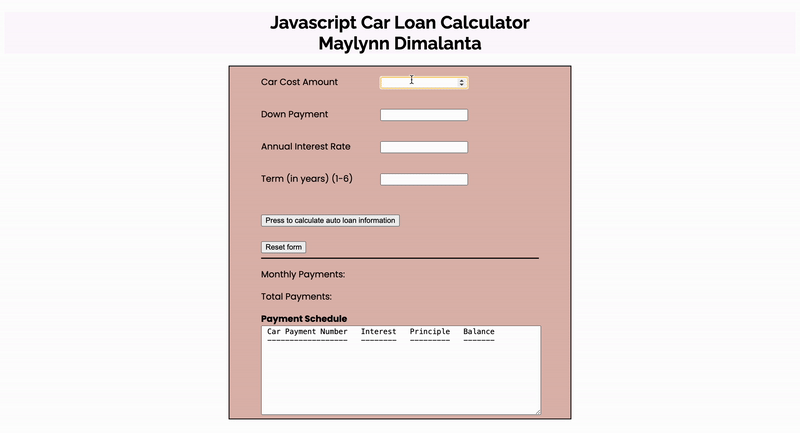 Javascript Car Loan Calculator
Maylynn Dimalanta
Car Cost Amount
Down Payment
Annual Interest Rate
Term (in years) (1-6)
Press to calculate auto loan information
Reset form
Monthly Payments:
Total Payments:
Payment Schedule
Car Payment Number Interest Principle Balance
----------------- -------- --------- -------